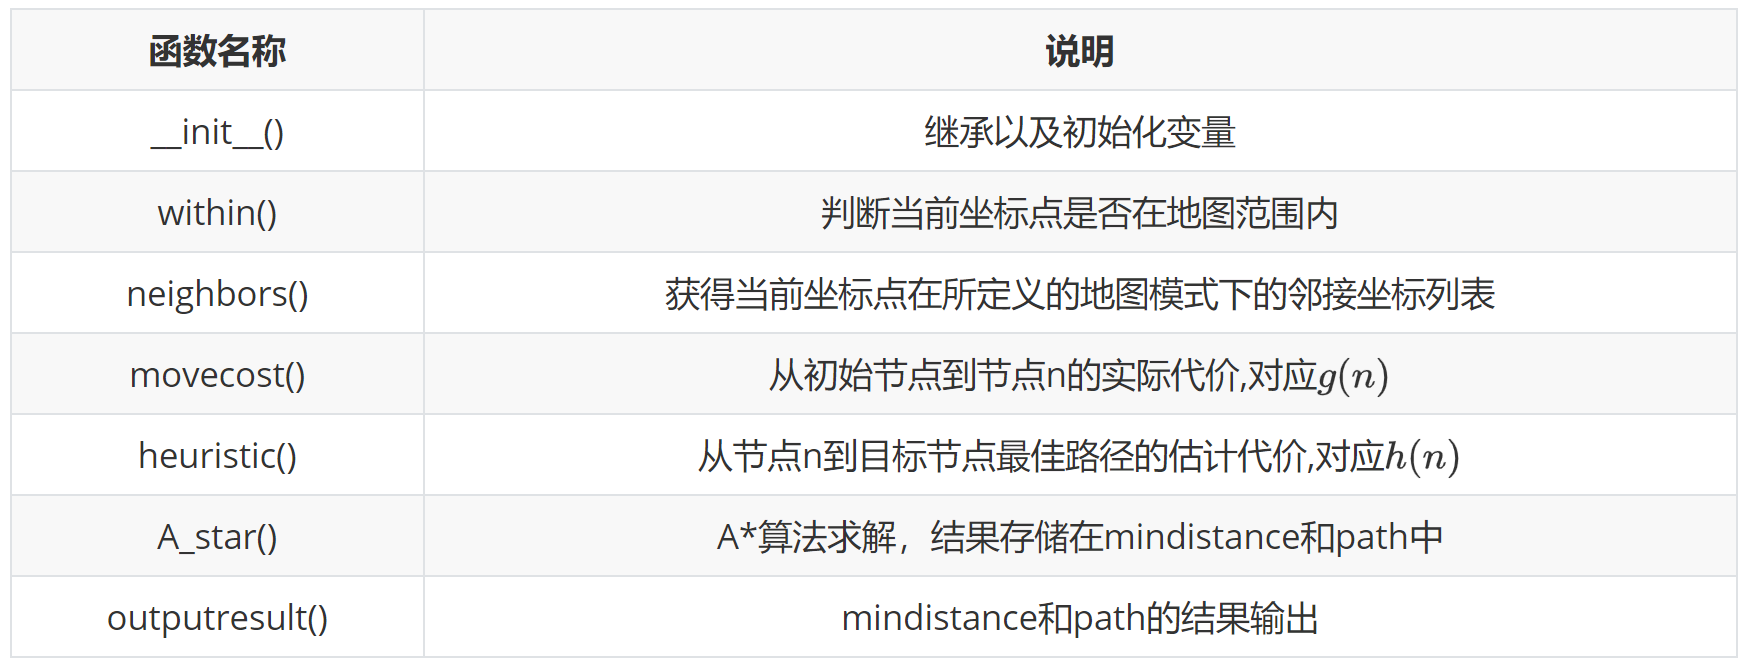 函数名称 说明
__init__() 继承以及初始化变量
within() 判断当前坐标点是否在地图范围内
neighbors() 获得当前坐标点在所定义的地图模式下的邻接坐标列表
movecost() 从初始节点到节点n的实际代价,对应g(n)
heuristic() 从节点n到目标节点最佳路径的估计代价,对应h(n)
A_star() A*算法求解，结果存储在mindistance和path中
outputresult() mindistance和path的结果输出